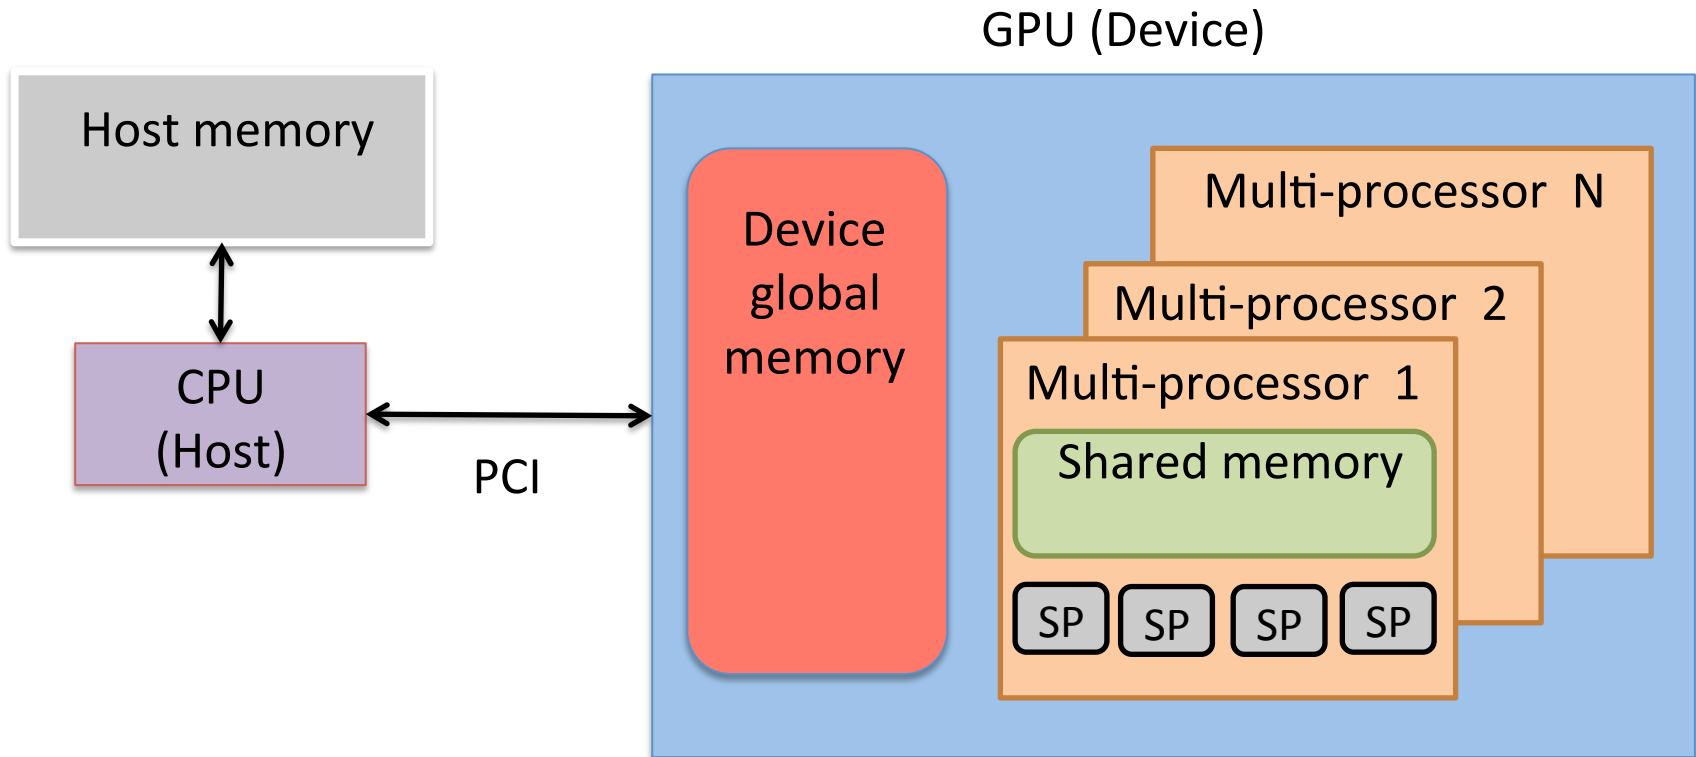 GPU (Device)
Host memory
CPU
(Host)
PCI
Device
global
memory
Multi-processor N
Multi-processor 2
Multi-processor 1
Shared memory
SP SP SP SP